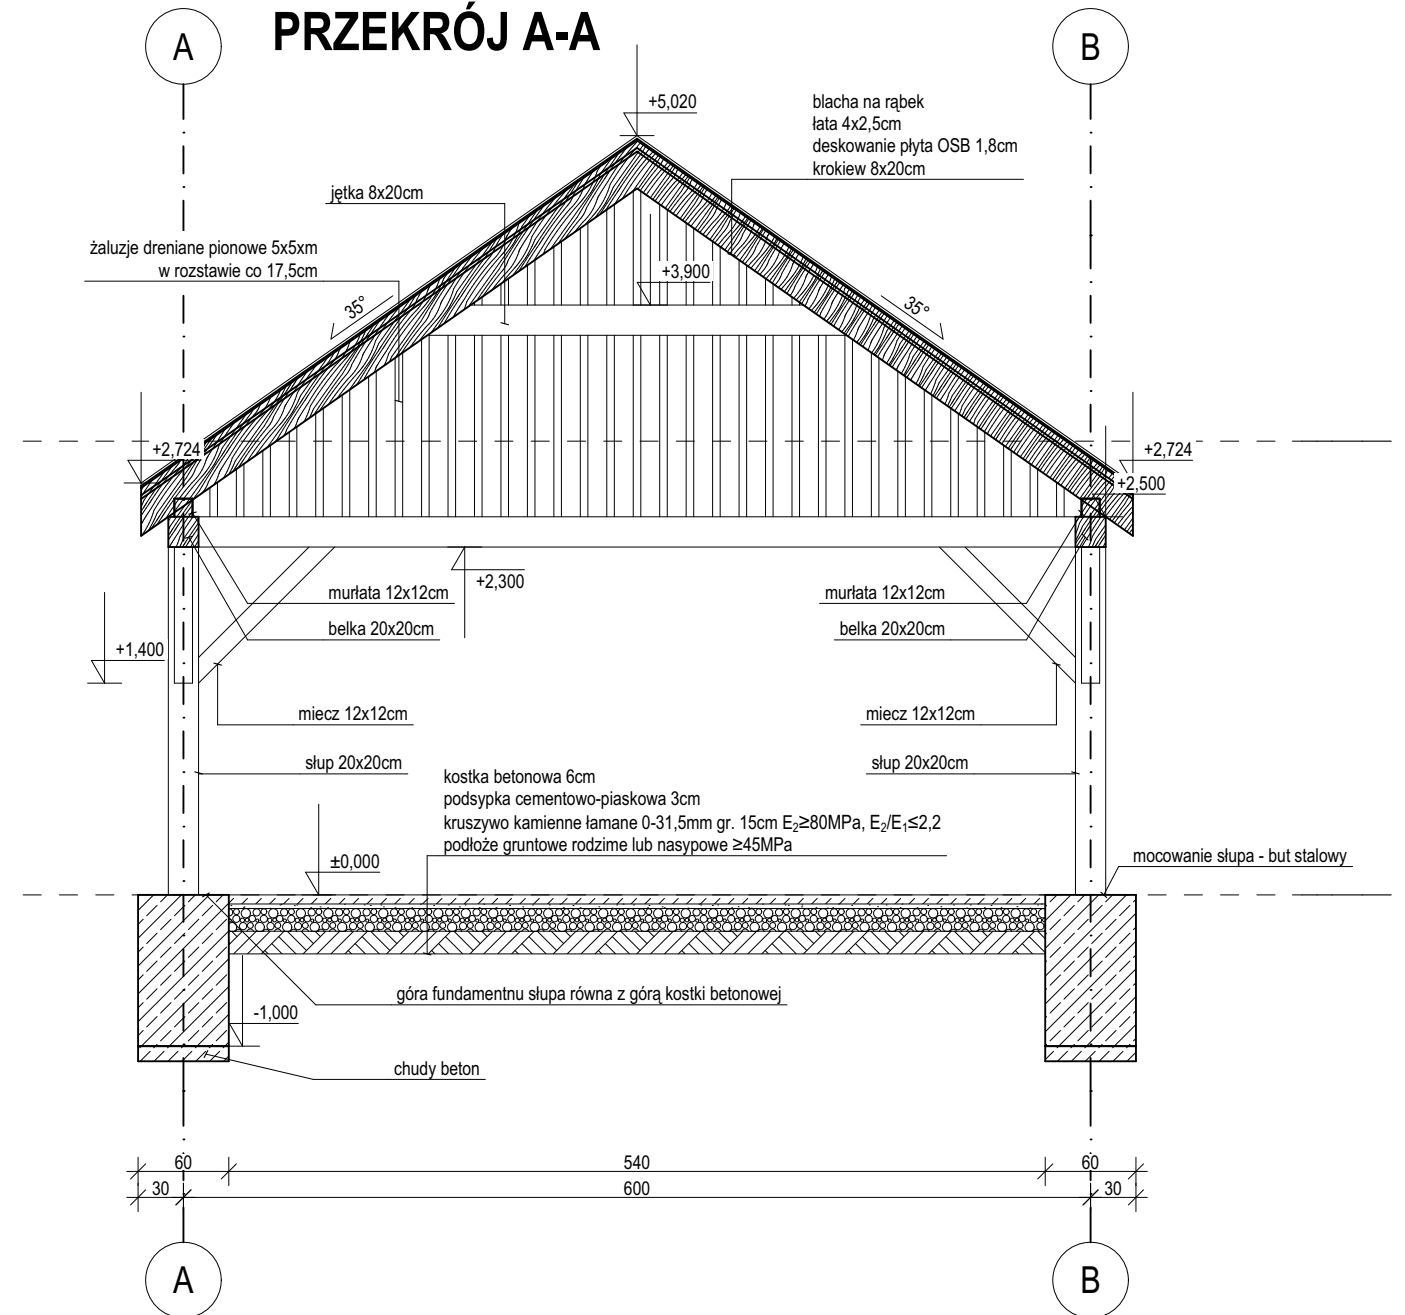 A
PRZEKRÓJ A-A
B
+5,020
blacha na rąbek
łata 4x2,5cm
deskowanie płyta OSB 1,8cm
krokiew 8x20cm
jętka 8x20cm
żaluzje dreniane pionowe 5x5xm
w rozstawie co 17,5cm
+3,900
35°
35°
+2,724
+2,724
+2,500
+2,300
murłata 12x12cm
murłata 12x12cm
belka 20x20cm
belka 20x20cm
+1,400
miecz 12x12cm
miecz 12x12cm
słup 20x20cm
słup 20x20cm
kostka betonowa 6cm
podsypka cementowo-piaskowa 3cm
kruszywo kamienne łamane 0-31,5mm gr. 15cm E₂≥80MPa, E₂/E₁≤2,2
podłoże gruntowe rodzime lub nasypowe ≥45MPa
±0,000
mocowanie słupa - but stalowy
góra fundamentnu słupa równa z górą kostki betonowej
-1,000
chudy beton
60
540
60
30
600
30
A
B